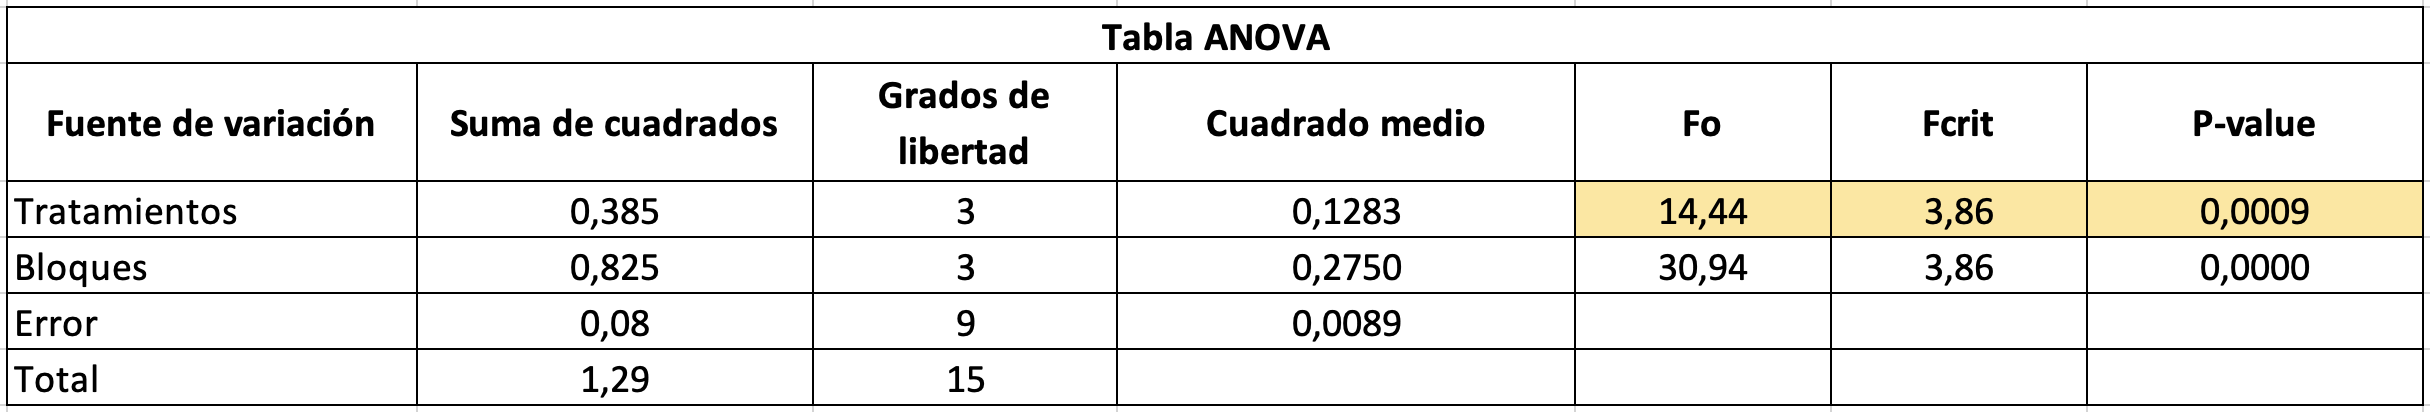 Tabla ANOVA
Fuente de variación Suma de cuadrados Grados de libertad Cuadrado medio Fo Fcrit P-value
Tratamientos 0,385 3 0,1283 14,44 3,86 0,0009
Bloques 0,825 3 0,2750 30,94 3,86 0,0000
Error 0,08 9 0,0089
Total 1,29 15